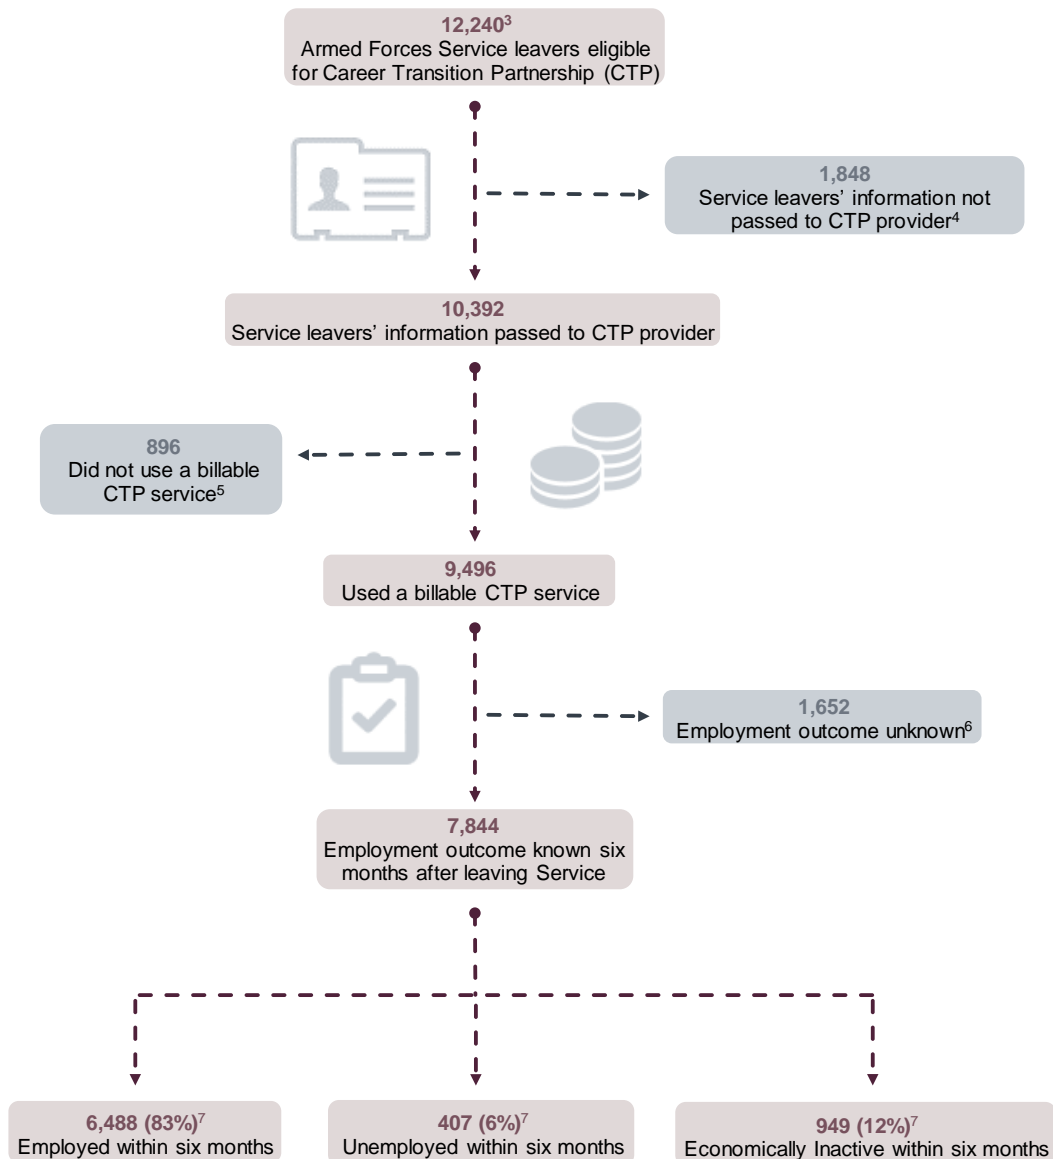 12,240³
Armed Forces Service leavers eligible
for Career Transition Partnership (CTP)
1,848
Service leavers’ information not
passed to CTP provider⁴
10,392
Service leavers’ information passed to CTP provider
896
Did not use a billable
CTP service⁵
9,496
Used a billable CTP service
1,652
Employment outcome unknown⁶
7,844
Employment outcome known six
months after leaving Service
6,488 (83%)⁷
Employed within six months
407 (6%)⁷
Unemployed within six months
949 (12%)⁷
Economically Inactive within six months